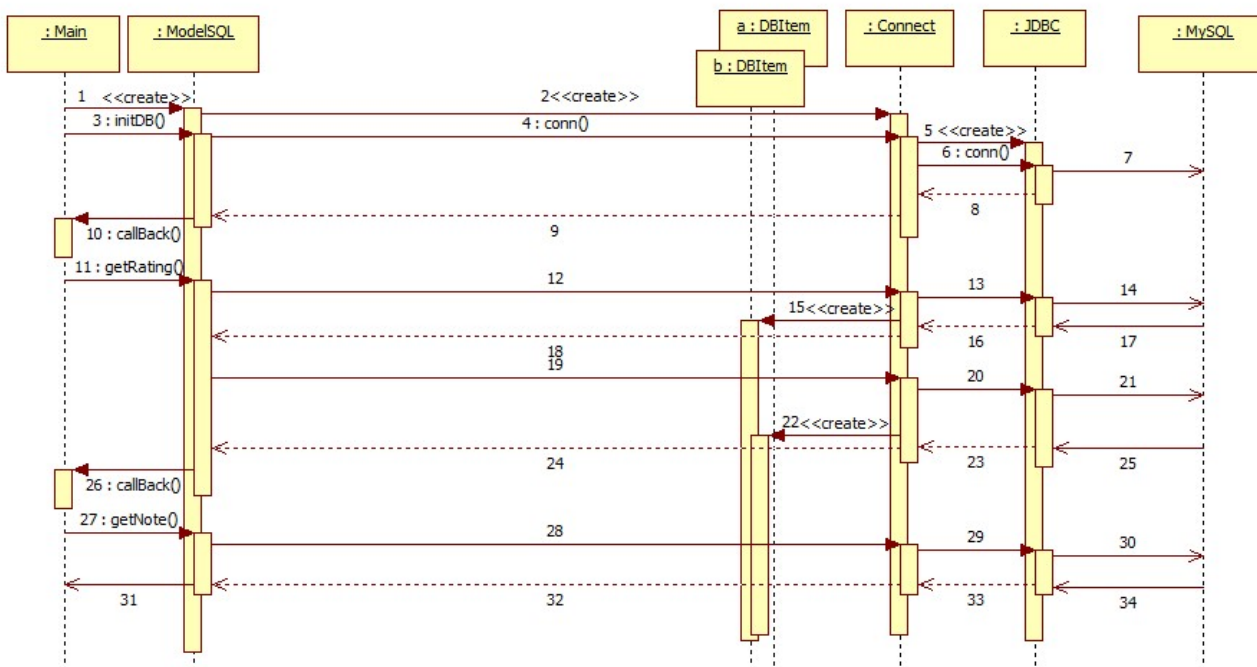 : Main
: ModelSQL
a : DBItem
b : DBItem
: Connect
: JDBC
: MySQL
1 <<create>>
2<<create>>
3 : initDB()
4 : conn()
5 <<create>>
6 : conn()
7
8
9
10 : callBack()
11 : getRating()
12
13
14
15<<create>>
16
17
18
19
20
21
22<<create>>
24
23
25
26 : callBack()
27 : getNote()
28
29
30
31
32
33
34